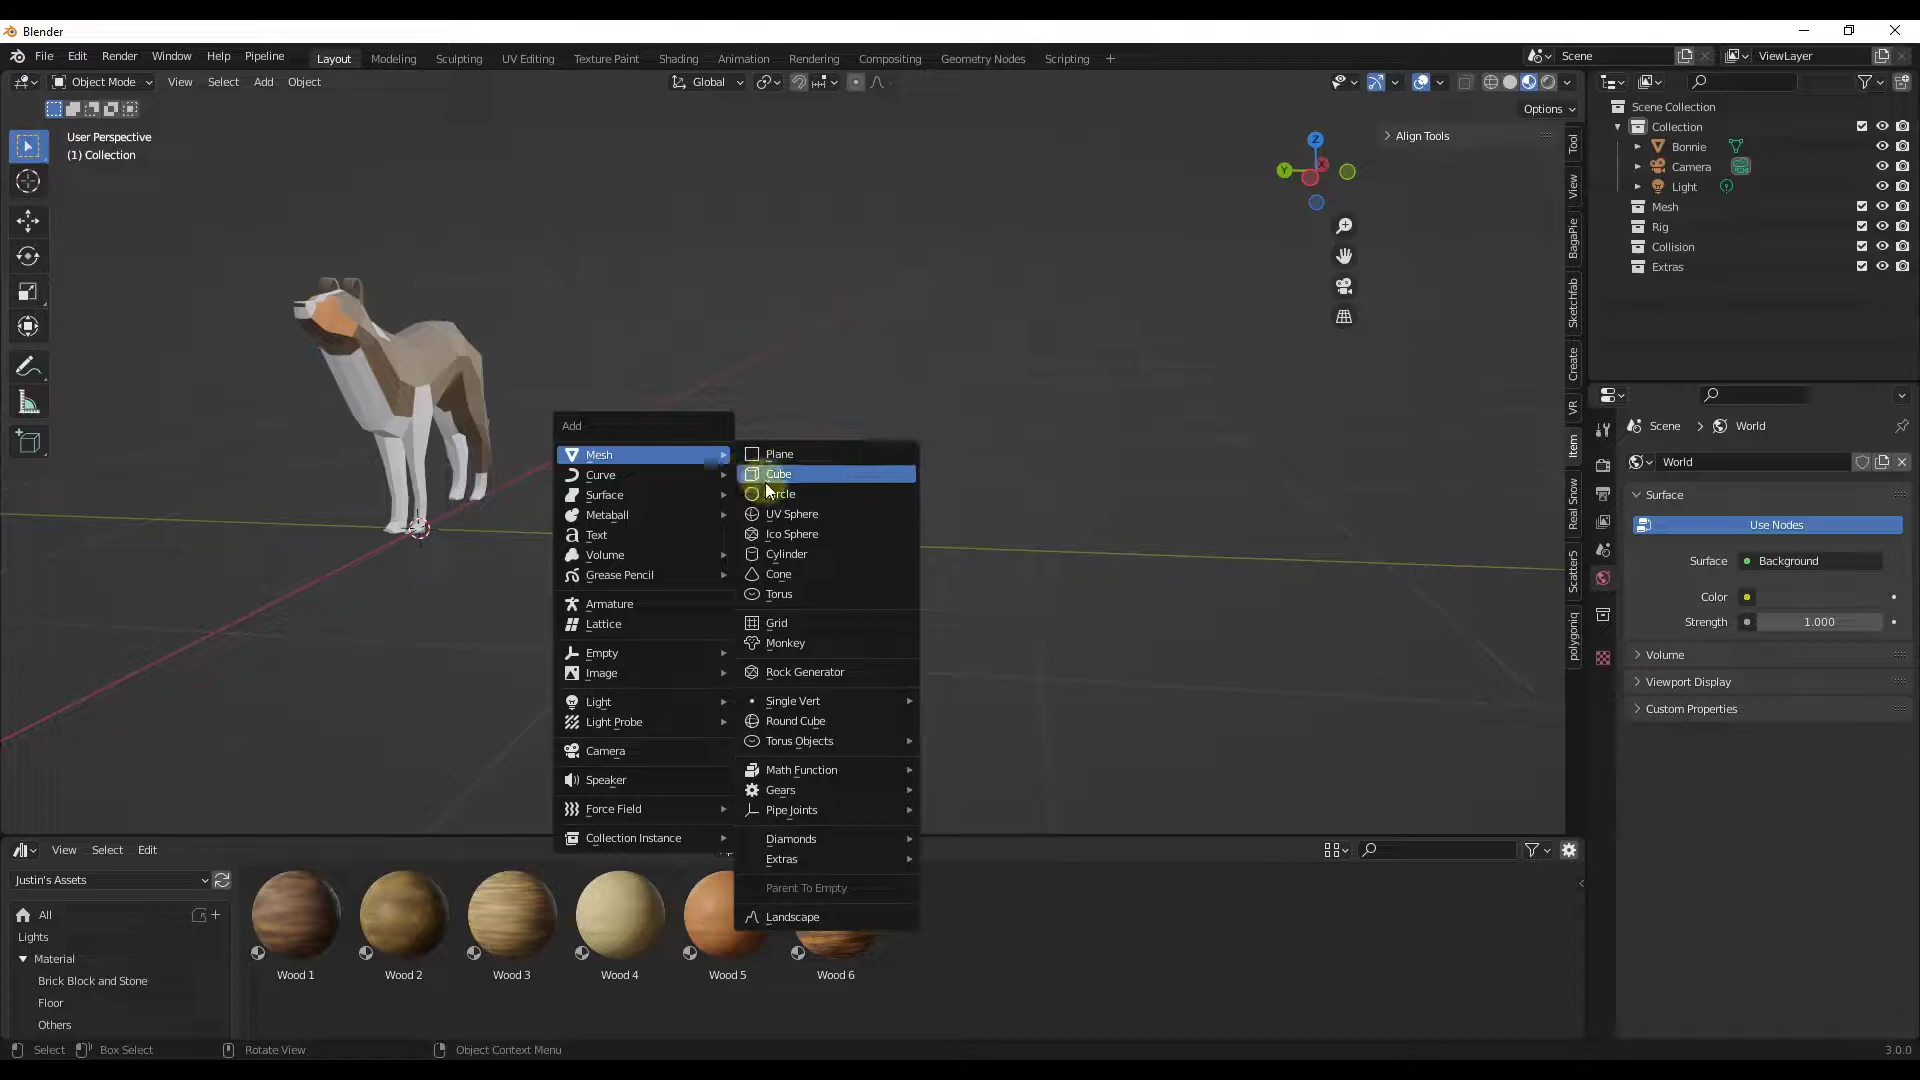 Blender
File Edit Render Window Help Pipeline Layout Modeling Sculpting UV Editing Texture Paint Shading Animation Rendering Compositing Geometry Nodes Scripting + Scene ViewLayer
Object Mode View Select Add Object Global
Options
User Perspective
(1) Collection
Align Tools
Z
Y
X
Tool
View
BagaPie
Sketchfab
Create
VR
Item
Real Snow
Scatter5
polygoniq
Scene Collection
Collection
Bonnie
Camera
Light
Mesh
Rig
Collision
Extras
Scene > World
World
Surface
Use Nodes
Surface Background
Color
Strength 1.000
Volume
Viewport Display
Custom Properties
Add
Mesh
Curve
Surface
Metaball
Text
Volume
Grease Pencil
Armature
Lattice
Empty
Image
Light
Light Probe
Camera
Speaker
Force Field
Collection Instance
Plane
Cube
UV Sphere
Ico Sphere
Cylinder
Cone
Torus
Grid
Monkey
Rock Generator
Single Vert
Round Cube
Torus Objects
Math Function
Gears
Pipe Joints
Diamonds
Extras
Parent To Empty
Landscape
View Select Edit
Justin's Assets
All
Lights
Material
Brick Block and Stone
Floor
Others
Wood 1 Wood 2 Wood 3 Wood 4 Wood 5 Wood 6
Select Box Select Rotate View Object Context Menu 3.0.0